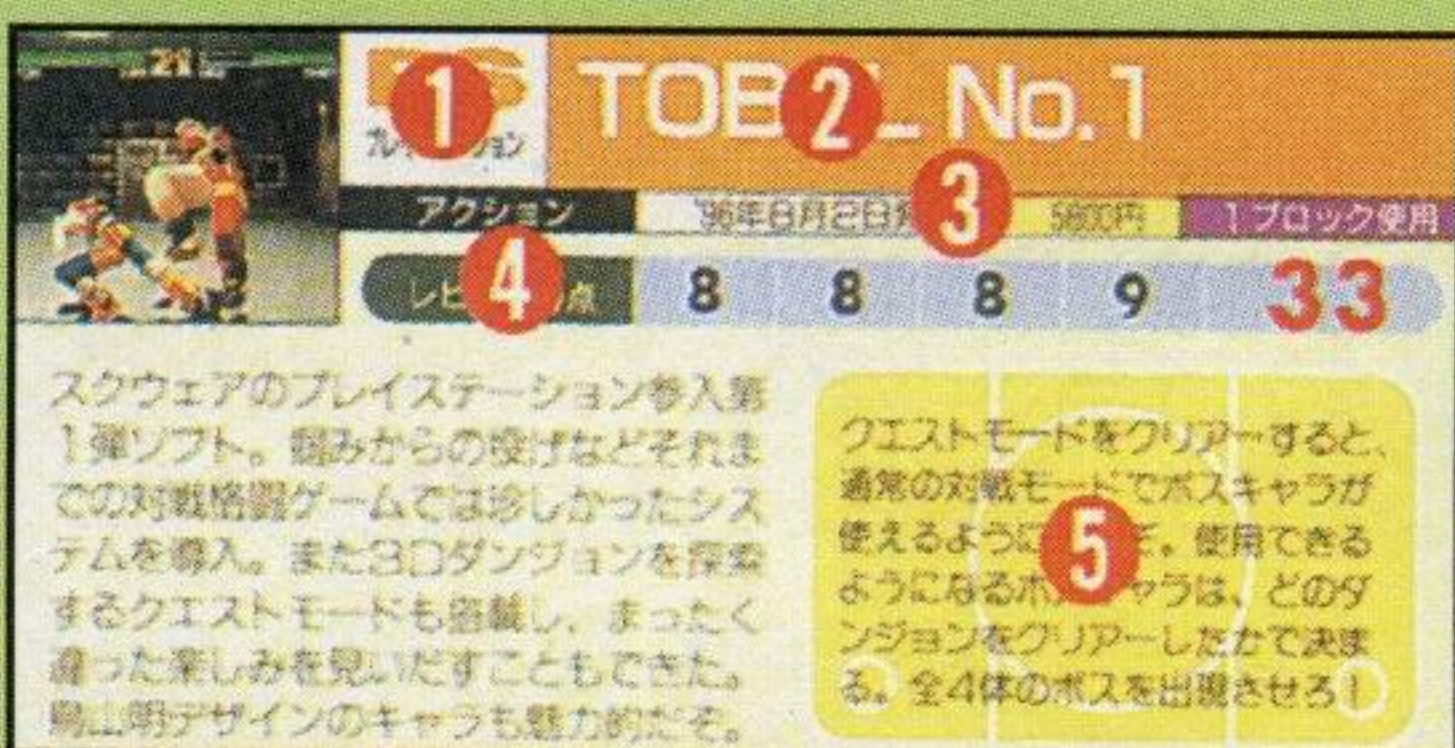 21
1
プレ ション
TOB L No.1
2
アクション
'96年8月2日発
3
5800円
1ブロック使用
4
レビ 点
8 8 8 9 33
スクウェアのプレイステーション参入第
1弾ソフト。掴みからの投げなどそれま
での対戦格闘ゲームでは珍しかったシス
テムを導入。また3Dダンジョンを探索
するクエストモードも搭載し、まったく
違った楽しみを見いだすこともできた。
鳥山明デザインのキャラも魅力的だぞ。
クエストモードをクリアーすると、
通常の対戦モードでボスキャラが
使えるように ぞ。使用できる
ようになるボ ャラは、どのダ
ンジョンをクリアーしたかで決ま
る。全4体のボスを出現させろ!
5